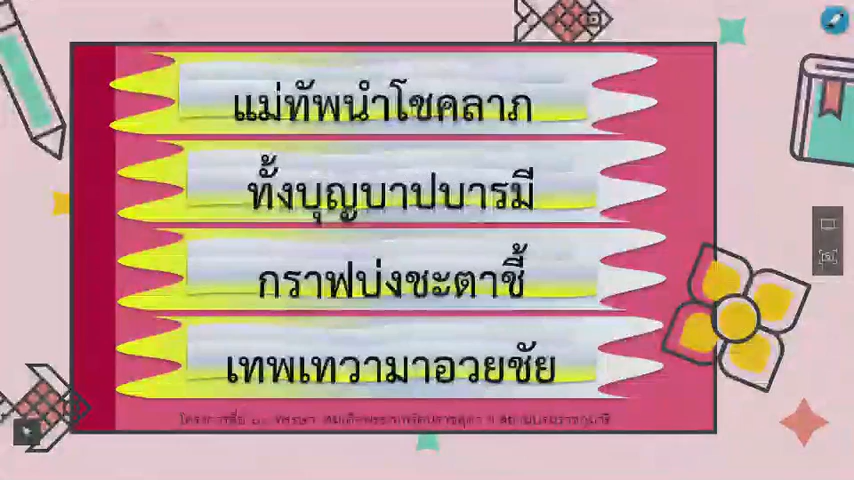 แม่ทัพนำโชคลาภ
ทั้งบุญบาปบารมี
กราฟบ่งชะตาชี้
เทพเทวามาอวยชัย